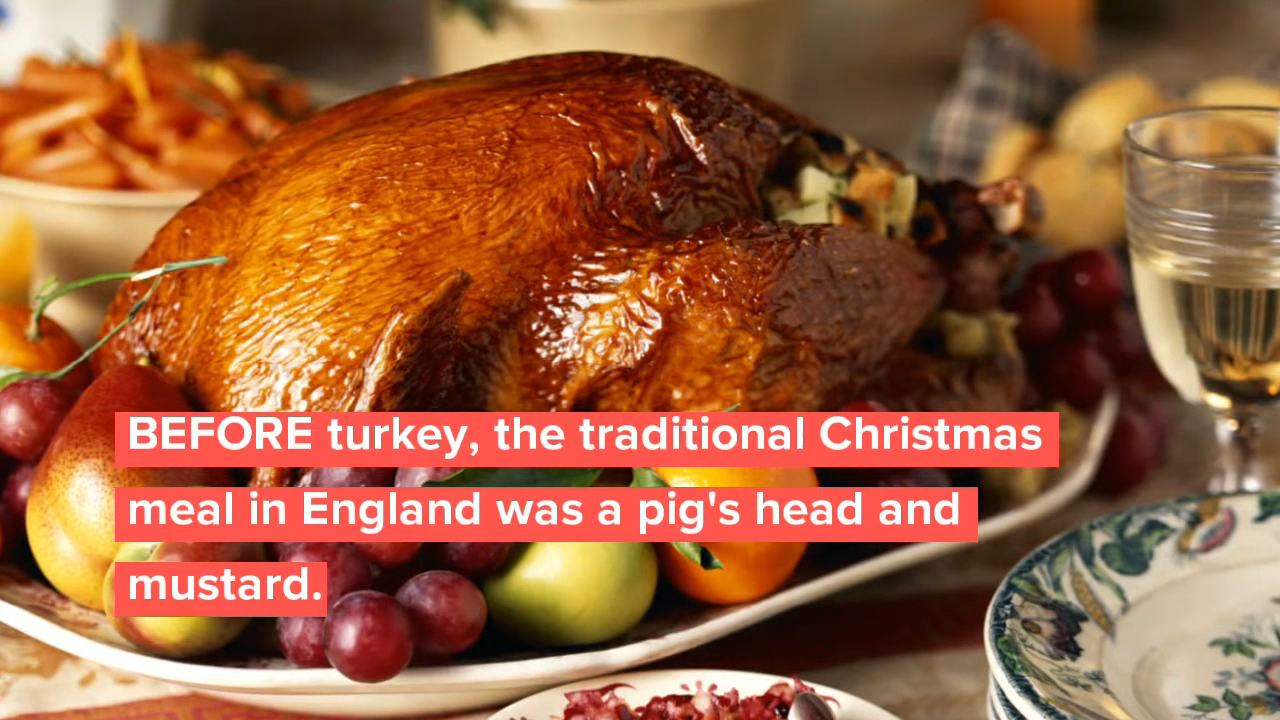 BEFORE turkey, the traditional Christmas
meal in England was a pig's head and
mustard.